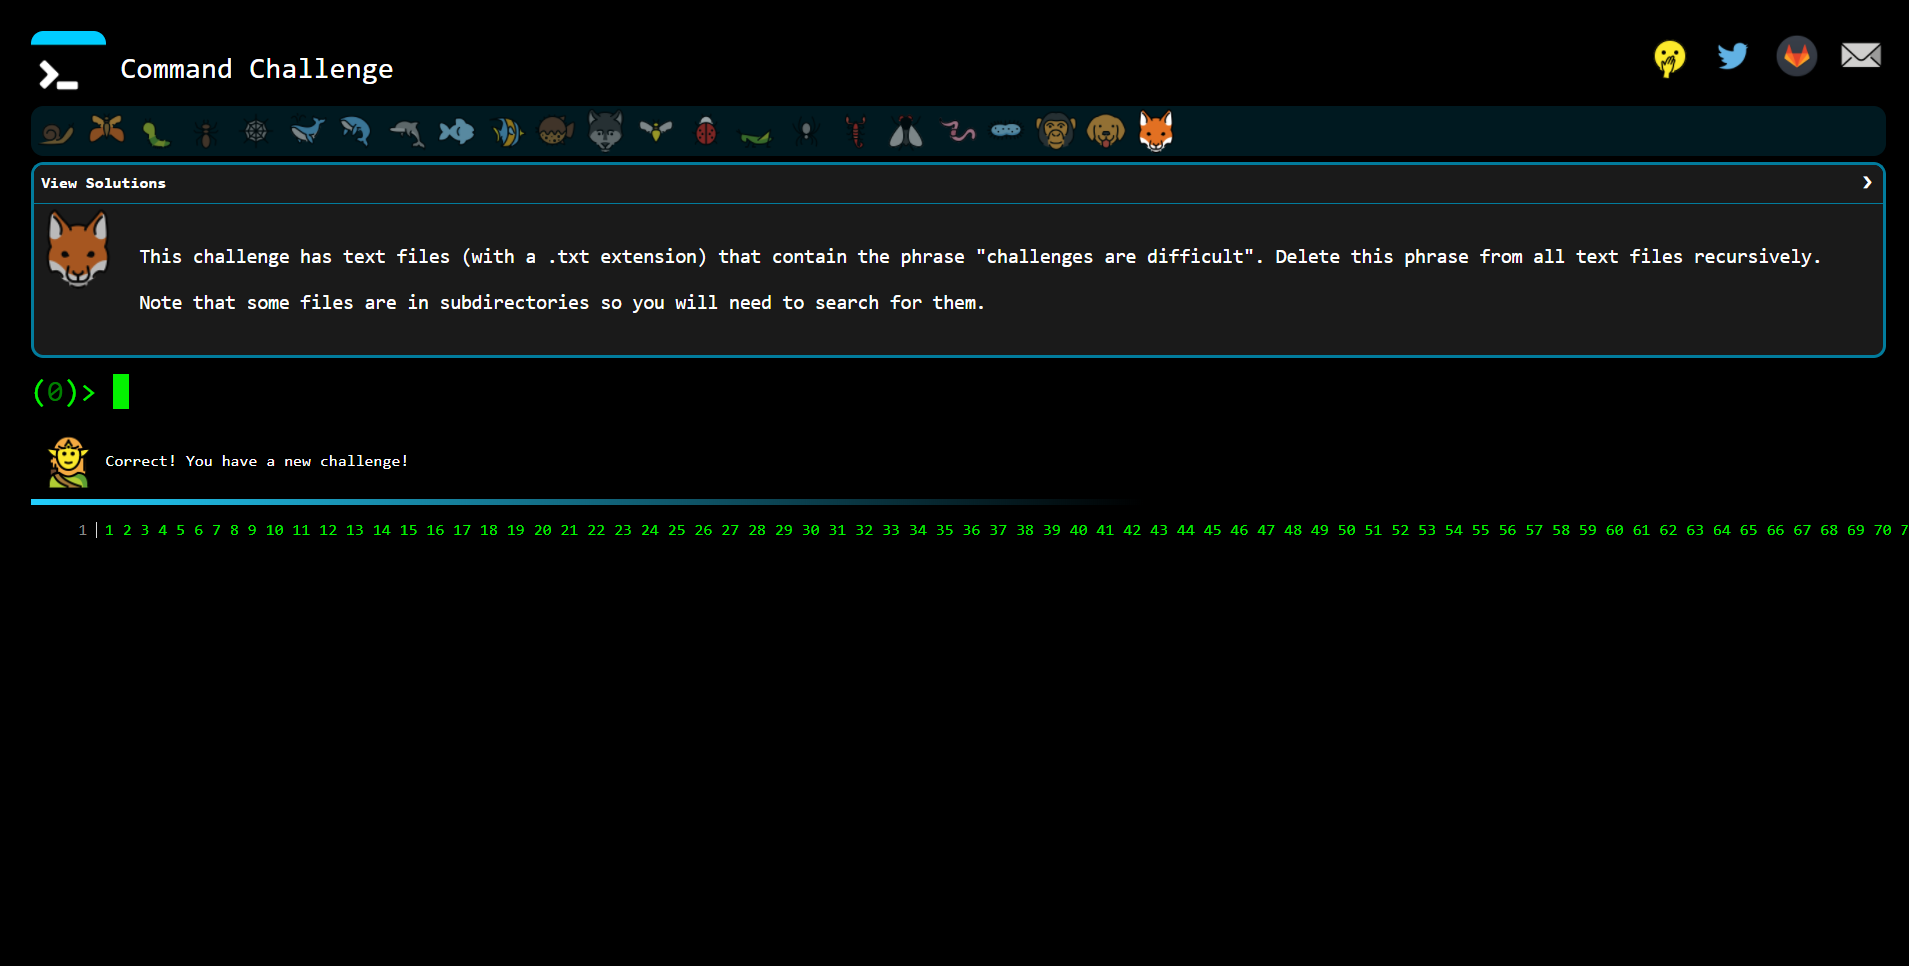 Command Challenge
View Solutions
This challenge has text files (with a .txt extension) that contain the phrase "challenges are difficult". Delete this phrase from all text files recursively.
Note that some files are in subdirectories so you will need to search for them.
(0)>
Correct! You have a new challenge!
1 | 1 2 3 4 5 6 7 8 9 10 11 12 13 14 15 16 17 18 19 20 21 22 23 24 25 26 27 28 29 30 31 32 33 34 35 36 37 38 39 40 41 42 43 44 45 46 47 48 49 50 51 52 53 54 55 56 57 58 59 60 61 62 63 64 65 66 67 68 69 70 7